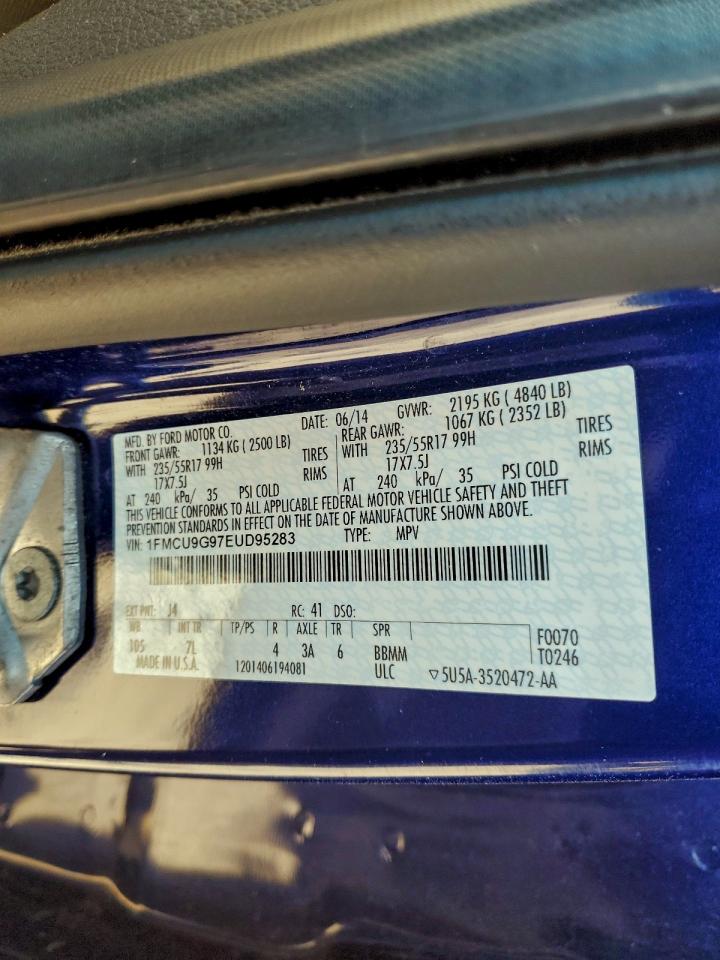 MFD. BY FORD MOTOR CO. DATE: 06/14 GVWR: 2195 KG ( 4840 LB)
FRONT GAWR: 1134 KG ( 2500 LB) REAR GAWR: 1067 KG ( 2352 LB)
WITH 235/55R17 99H TIRES WITH 235/55R17 99H TIRES
17X7.5J RIMS 17X7.5J RIMS
AT 240 kPa/ 35 PSI COLD AT 240 kPa/ 35 PSI COLD
THIS VEHICLE CONFORMS TO ALL APPLICABLE FEDERAL MOTOR VEHICLE SAFETY AND THEFT
PREVENTION STANDARDS IN EFFECT ON THE DATE OF MANUFACTURE SHOWN ABOVE.
VIN: 1FMCU9G97EUD95283 TYPE: MPV
EXT PNT: J4 RC: 41 DSO:
WB INT TR TP/PS R AXLE TR SPR F0070
105 7L 4 3A 6 BBMM T0246
MADE IN U.S.A. 1201406194081 ULC ▽5U5A-3520472-AA